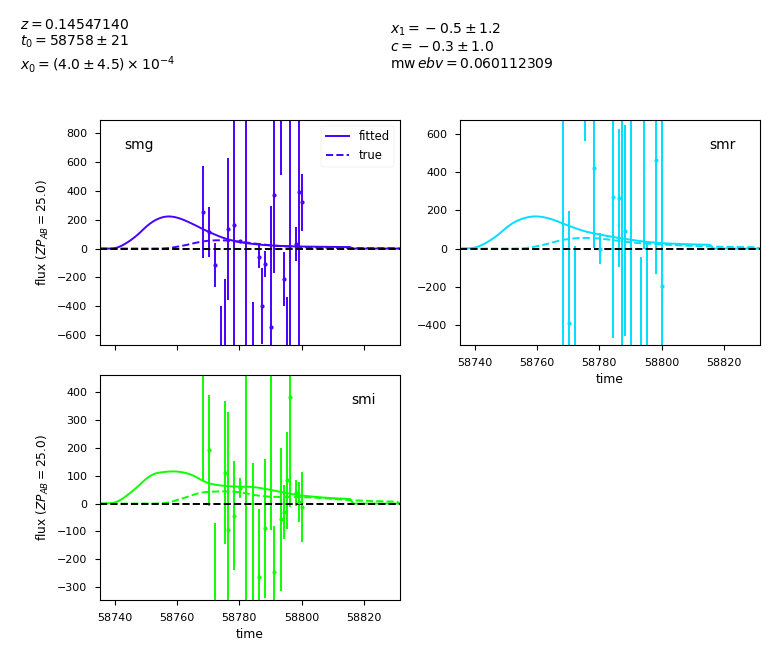 z = 0.14547140
t₀ = 58758 ± 21
x₀ = (4.0 ± 4.5) × 10⁻⁴
x₁ = −0.5 ± 1.2
c = −0.3 ± 1.0
mw ebv = 0.060112309
smg
fitted
true
800
600
400
200
0
−200
−400
−600
flux (ZP_AB = 25.0)
smr
600
400
200
0
−200
−400
58740 58760 58780 58800 58820
time
smi
400
300
200
100
0
−100
−200
−300
flux (ZP_AB = 25.0)
58740 58760 58780 58800 58820
time